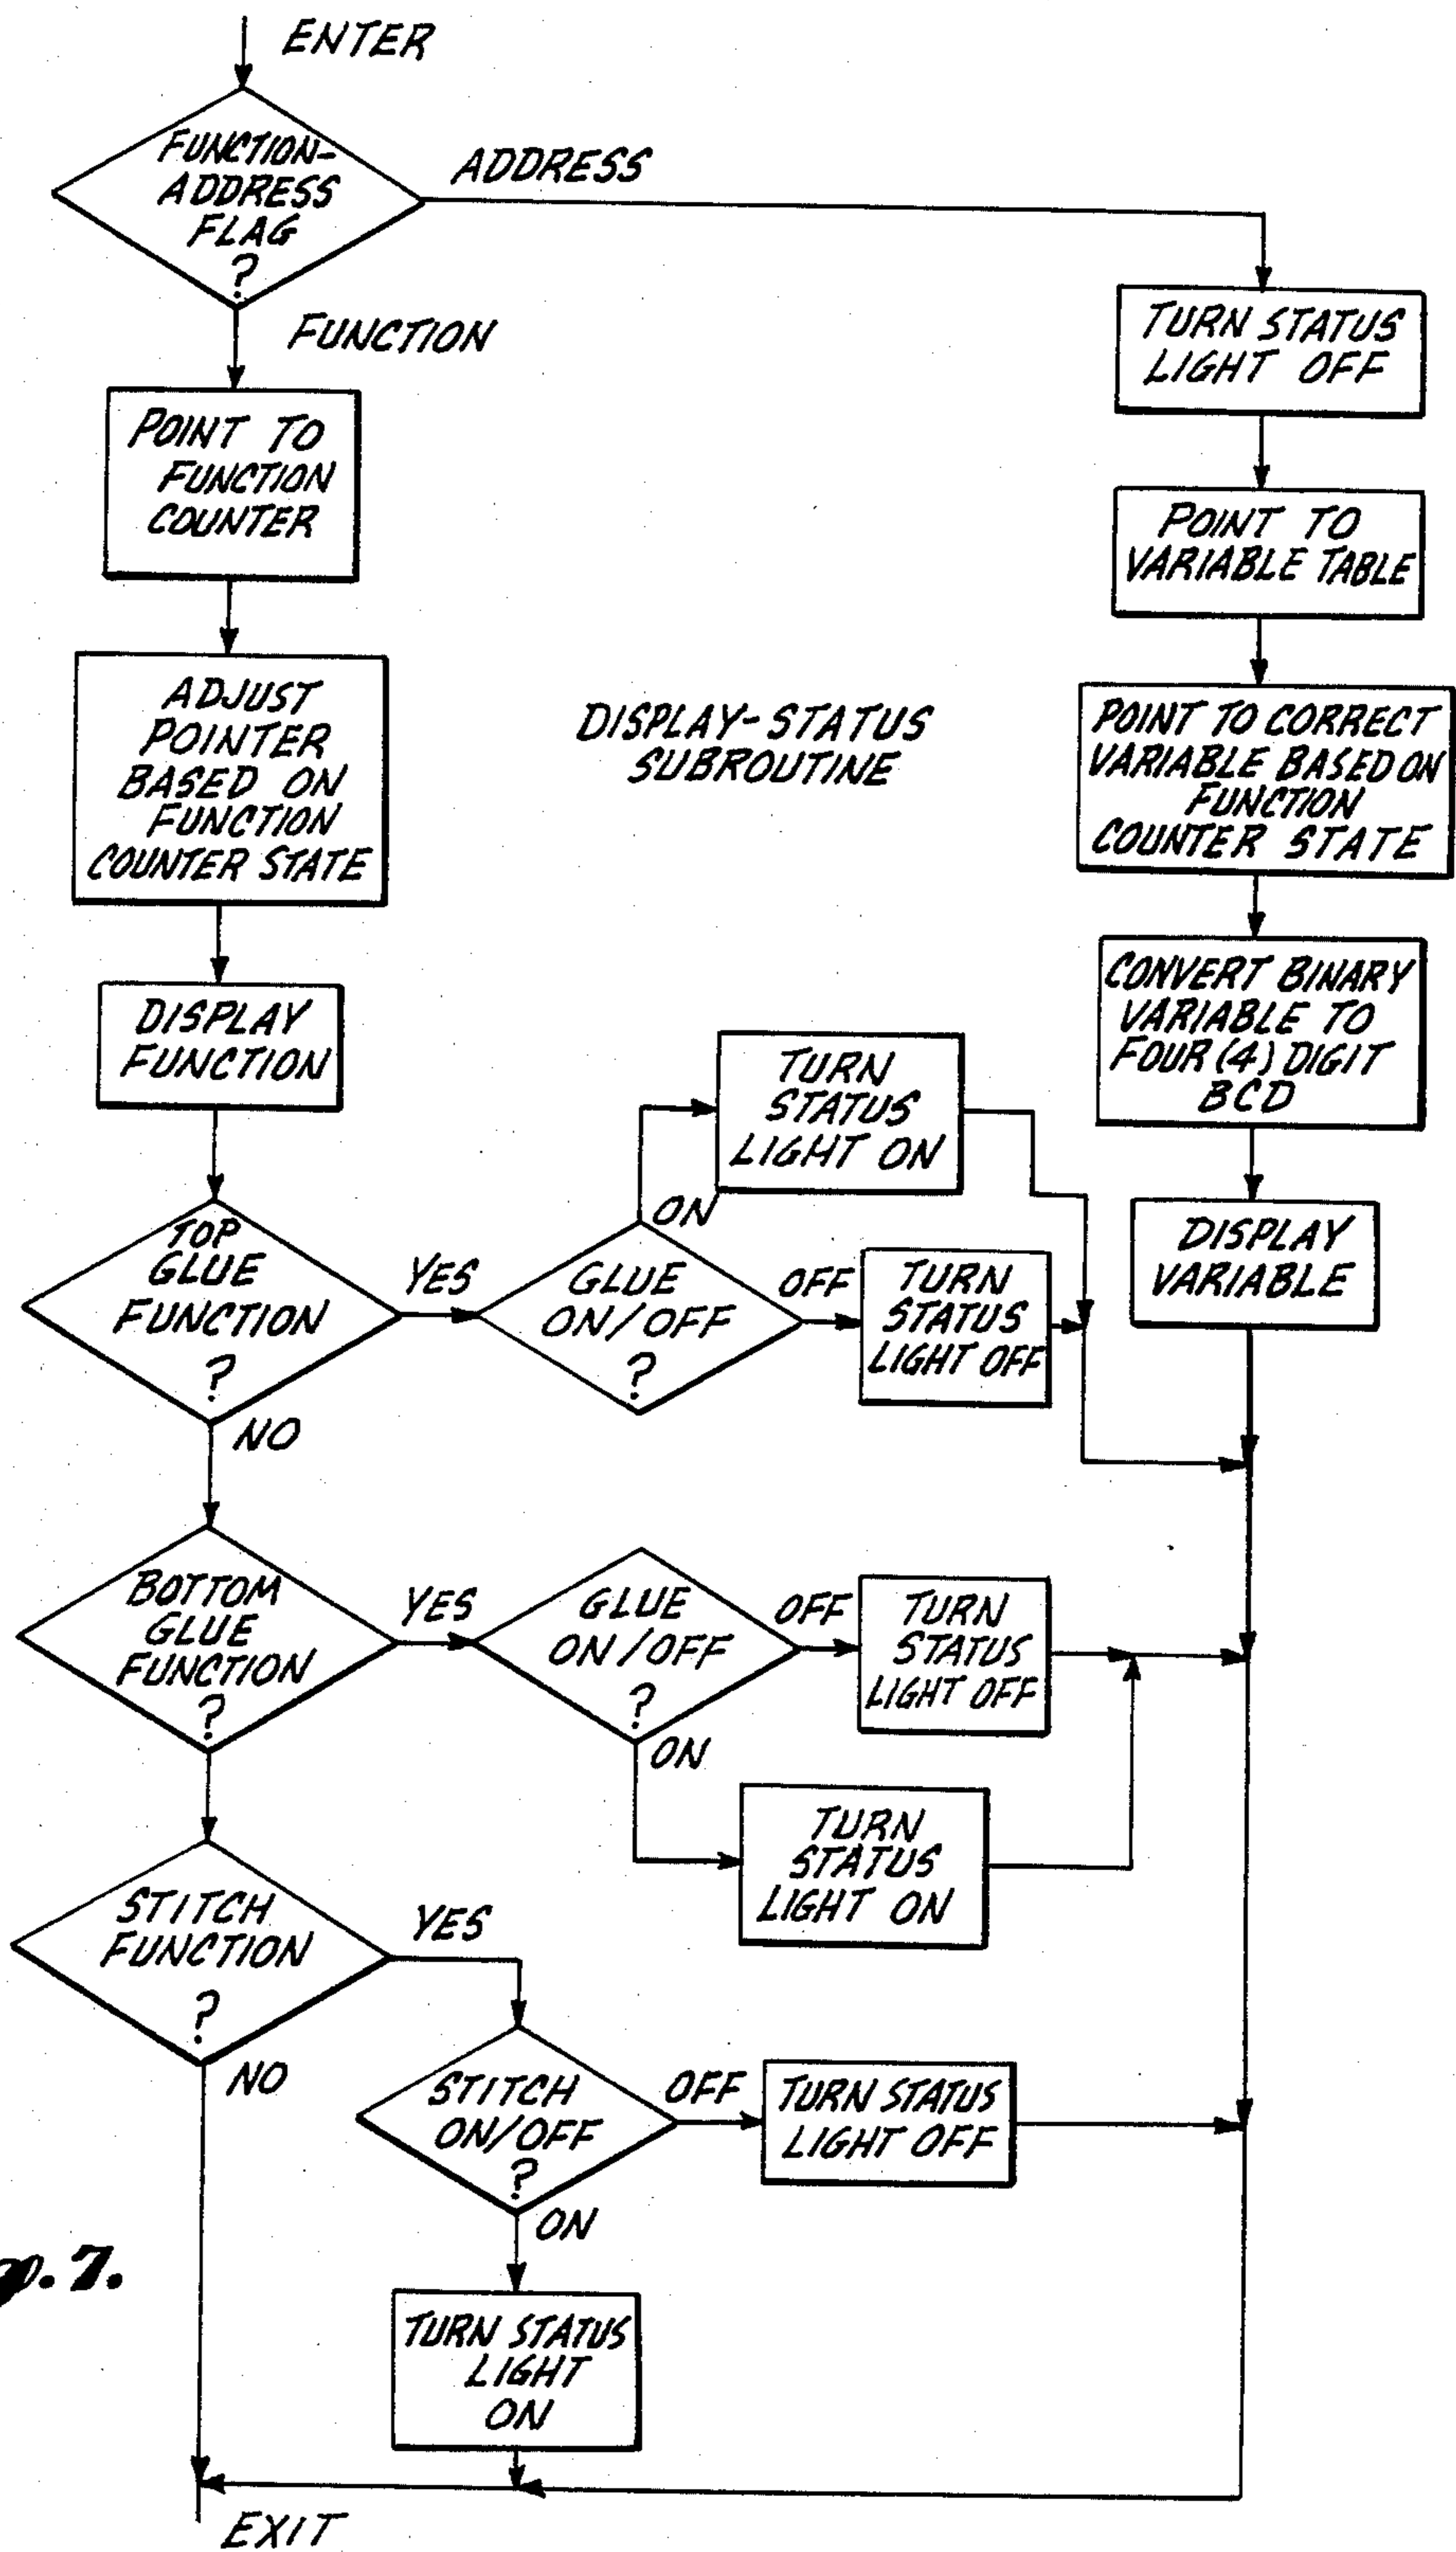 ENTER
FUNCTION-
ADDRESS
FLAG
?
ADDRESS
FUNCTION
TURN STATUS
LIGHT OFF
POINT TO
FUNCTION
COUNTER
POINT TO
VARIABLE TABLE
ADJUST
POINTER
BASED ON
FUNCTION
COUNTER STATE
DISPLAY-STATUS
SUBROUTINE
POINT TO CORRECT
VARIABLE BASED ON
FUNCTION
COUNTER STATE
DISPLAY
FUNCTION
CONVERT BINARY
VARIABLE TO
FOUR (4) DIGIT
BCD
TURN
STATUS
LIGHT ON
DISPLAY
VARIABLE
TOP
GLUE
FUNCTION
?
YES
GLUE
ON/OFF
?
ON
OFF
TURN
STATUS
LIGHT OFF
NO
BOTTOM
GLUE
FUNCTION
?
YES
GLUE
ON/OFF
?
OFF
TURN
STATUS
LIGHT OFF
ON
TURN
STATUS
LIGHT ON
STITCH
FUNCTION
?
YES
NO
STITCH
ON/OFF
?
OFF
TURN STATUS
LIGHT OFF
ON
TURN STATUS
LIGHT
ON
7.
EXIT